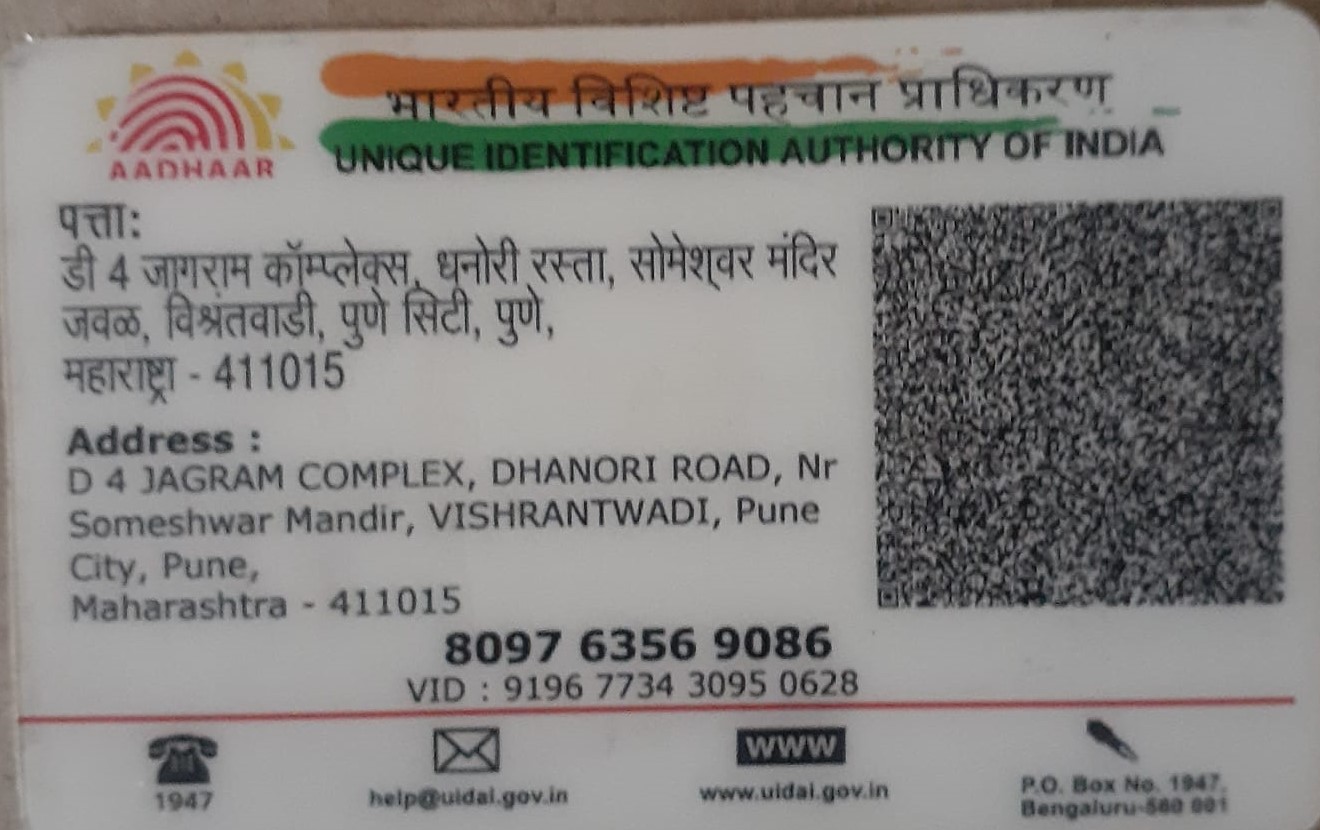 भारतीय विशिष्ट पहचान प्राधिकरण
AADHAAR
UNIQUE IDENTIFICATION AUTHORITY OF INDIA
पत्ता:
डी 4 जागराम कॉम्प्लेक्स, धनोरी रस्ता, सोमेश्वर मंदिर
जवळ, विश्रंतवाडी, पुणे सिटी, पुणे,
महाराष्ट्रा - 411015
Address :
D 4 JAGRAM COMPLEX, DHANORI ROAD, Nr
Someshwar Mandir, VISHRANTWADI, Pune
City, Pune,
Maharashtra - 411015
8097 6356 9086
VID : 9196 7734 3095 0628
WWW
1947
help@uidai.gov.in
www.uidai.gov.in
P.O. Box No. 1947,
Bengaluru-560 001